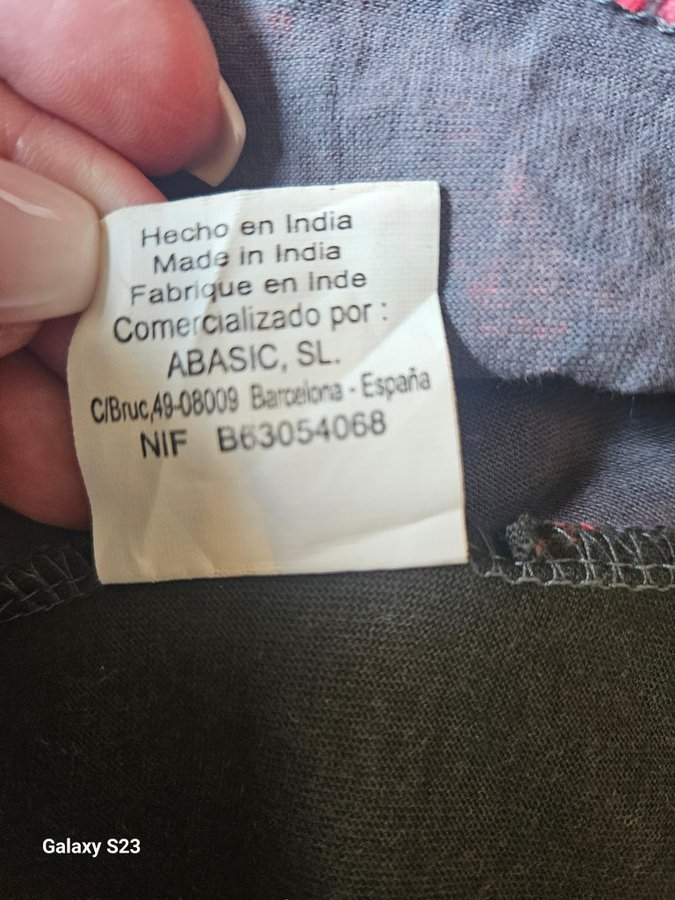 Hecho en India
Made in India
Fabrique en Inde
Comercializado por :
ABASIC, SL.
C/Bruc,49-08009 Barcelona - España
NIF B63054068
Galaxy S23